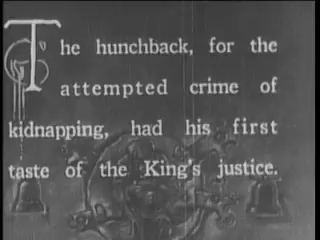 The hunchback, for the
attempted crime of
kidnapping, had his first
taste of the King's justice.